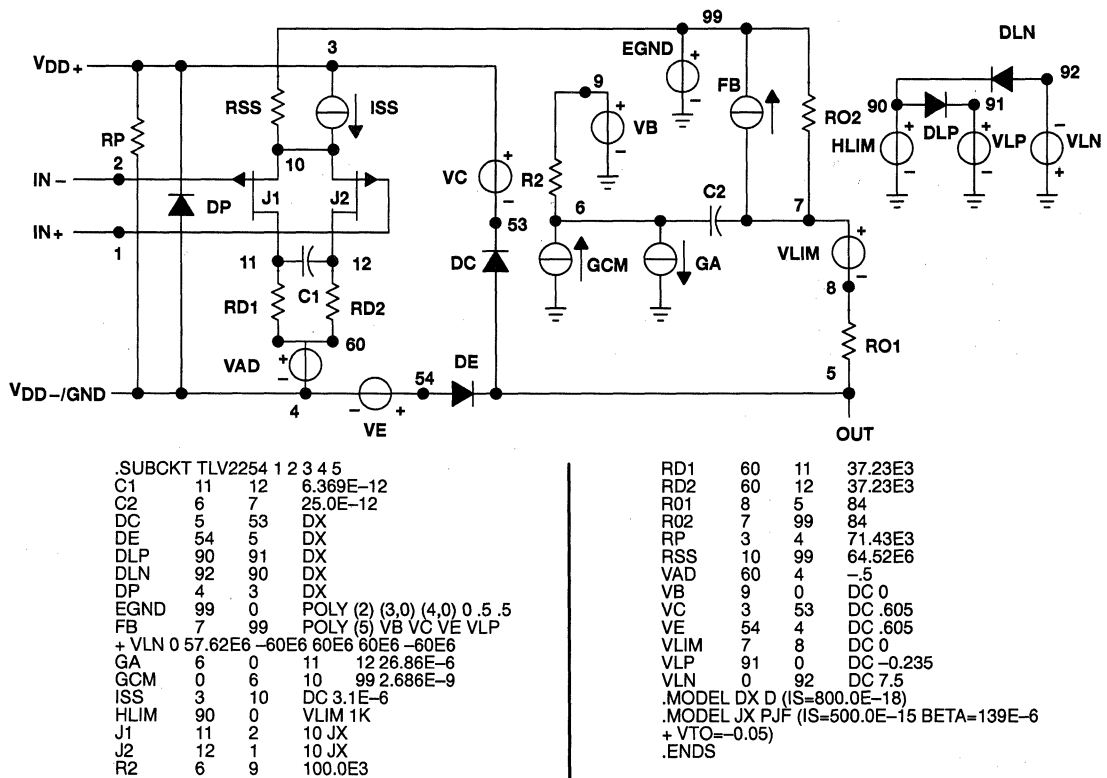 99
DLN
3
EGND
+
−
FB
92
VDD+
9
+
VB
−
90
91
RSS
ISS
RO2
DLP
HLIM
+
−
+
−
VLP
−
+
VLN
RP
2
10
VC
+
−
R2
C2
IN−
J1
J2
6
7
DP
53
VLIM
+
−
IN+
1
11
12
DC
GCM
GA
C1
8
RD1
RD2
60
RO1
VAD
+
−
54
DE
5
VDD−/GND
4
−
+
VE
OUT
.SUBCKT TLV2254 1 2 3 4 5
C1 11 12 6.369E–12
C2 6 7 25.0E–12
DC 5 53 DX
DE 54 5 DX
DLP 90 91 DX
DLN 92 90 DX
DP 4 3 DX
EGND 99 0 POLY (2) (3,0) (4,0) 0 .5 .5
FB 7 99 POLY (5) VB VC VE VLP
+ VLN 0 57.62E6 –60E6 60E6 60E6 –60E6
GA 6 0 11 12 26.86E–6
GCM 0 6 10 99 2.686E–9
ISS 3 10 DC 3.1E–6
HLIM 90 0 VLIM 1K
J1 11 2 10 JX
J2 12 1 10 JX
R2 6 9 100.0E3
RD1 60 11 37.23E3
RD2 60 12 37.23E3
R01 8 5 84
R02 7 99 84
RP 3 4 71.43E3
RSS 10 99 64.52E6
VAD 60 4 –.5
VB 9 0 DC 0
VC 3 53 DC .605
VE 54 4 DC .605
VLIM 7 8 DC 0
VLP 91 0 DC –0.235
VLN 0 92 DC 7.5
.MODEL DX D (IS=800.0E–18)
.MODEL JX PJF (IS=500.0E–15 BETA=139E–6
+ VTO=–0.05)
.ENDS